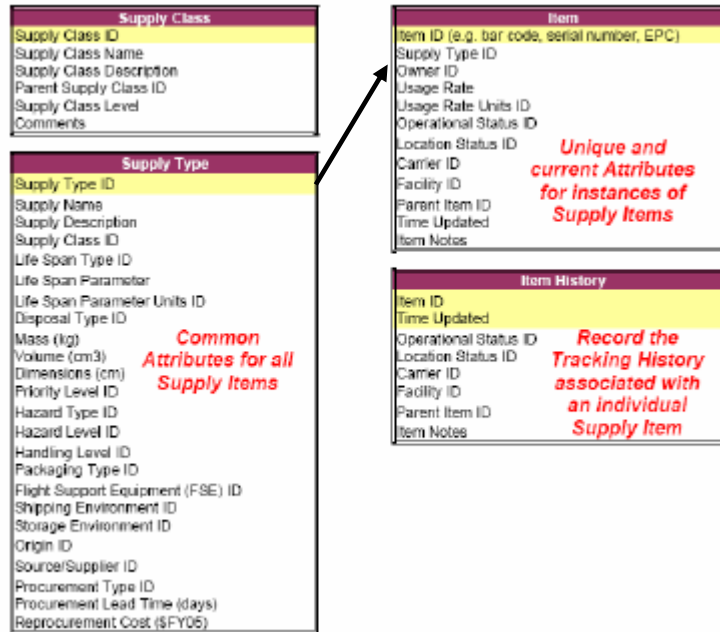 Supply Class
Supply Class ID
Supply Class Name
Supply Class Description
Parent Supply Class ID
Supply Class Level
Comments
Supply Type
Supply Type ID
Supply Name
Supply Description
Supply Class ID
Life Span Type ID
Life Span Parameter
Life Span Parameter Units ID
Disposal Type ID
Mass (kg)
Volume (cm3)
Dimensions (cm)
Priority Level ID
Hazard Type ID
Hazard Level ID
Handling Level ID
Packaging Type ID
Flight Support Equipment (FSE) ID
Shipping Environment ID
Storage Environment ID
Origin ID
Source/Supplier ID
Procurement Type ID
Procurement Lead Time (days)
Reprocurement Cost ($FY05)
Common
Attributes for all
Supply Items
Item
Item ID (e.g. bar code, serial number, EPC)
Supply Type ID
Owner ID
Usage Rate
Usage Rate Units ID
Operational Status ID
Location Status ID
Carrier ID
Facility ID
Parent Item ID
Time Updated
Item Notes
Unique and
current Attributes
for instances of
Supply Items
Item History
Item ID
Time Updated
Operational Status ID
Location Status ID
Carrier ID
Facility ID
Parent Item ID
Item Notes
Record the
Tracking History
associated with
an individual
Supply Item